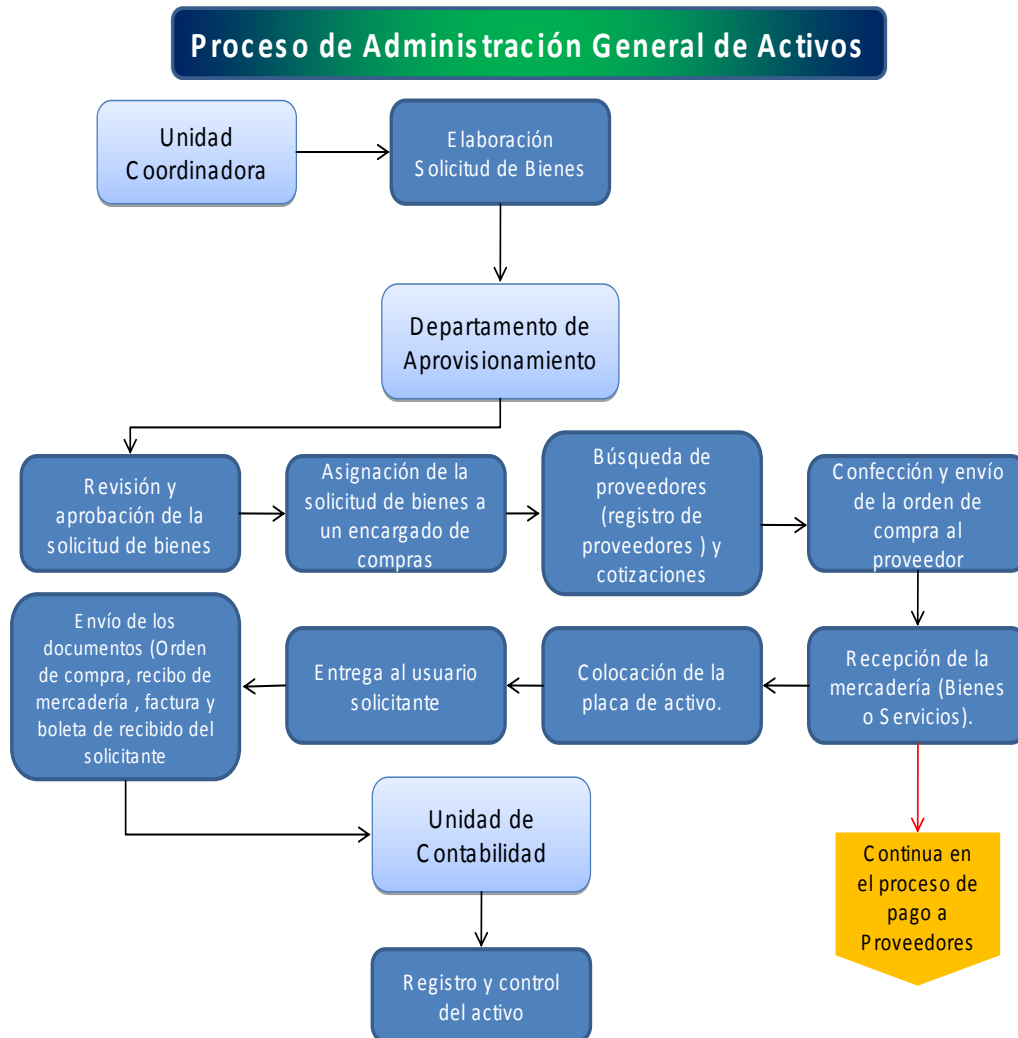 Proceso de Administración General de Activos
Unidad
Coordinadora
Elaboración
Solicitud de Bienes
Departamento de
Aprovisionamiento
Revisión y
aprobación de la
solicitud de bienes
Asignación de la
solicitud de bienes a
un encargado de
compras
Búsqueda de
proveedores
(registro de
proveedores ) y
cotizaciones
Confección y envío
de la orden de
compra al
proveedor
Envío de los
documentos (Orden
de compra, recibo de
mercadería , factura y
boleta de recibido del
solicitante
Entrega al usuario
solicitante
Colocación de la
placa de activo.
Recepción de la
mercadería (Bienes
o Servicios).
Unidad de
Contabilidad
Continua en
el proceso de
pago a
Proveedores
Registro y control
del activo